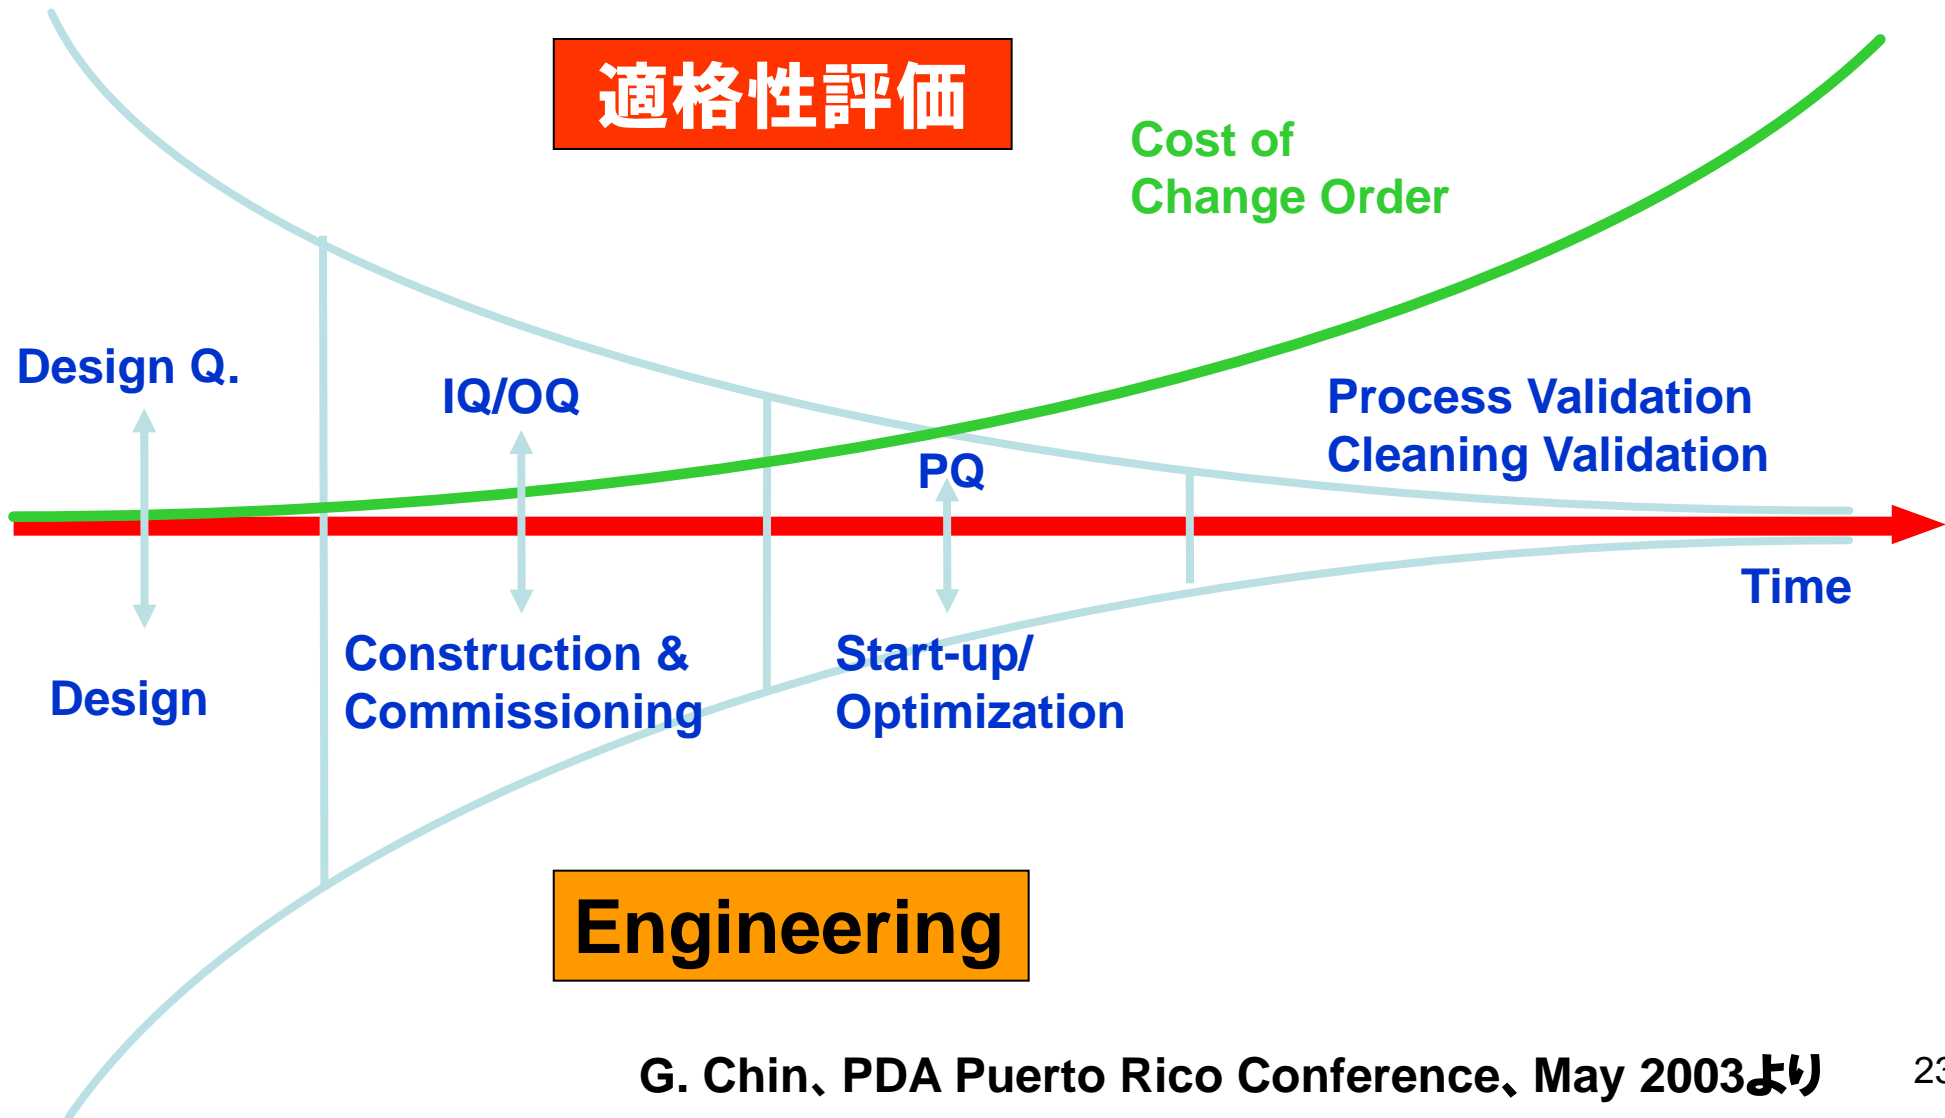 適格性評価
Cost of
Change Order
Design Q.
IQ/OQ
PQ
Process Validation
Cleaning Validation
Time
Design
Construction &
Commissioning
Start-up/
Optimization
Engineering
G. Chin、PDA Puerto Rico Conference、May 2003より
23